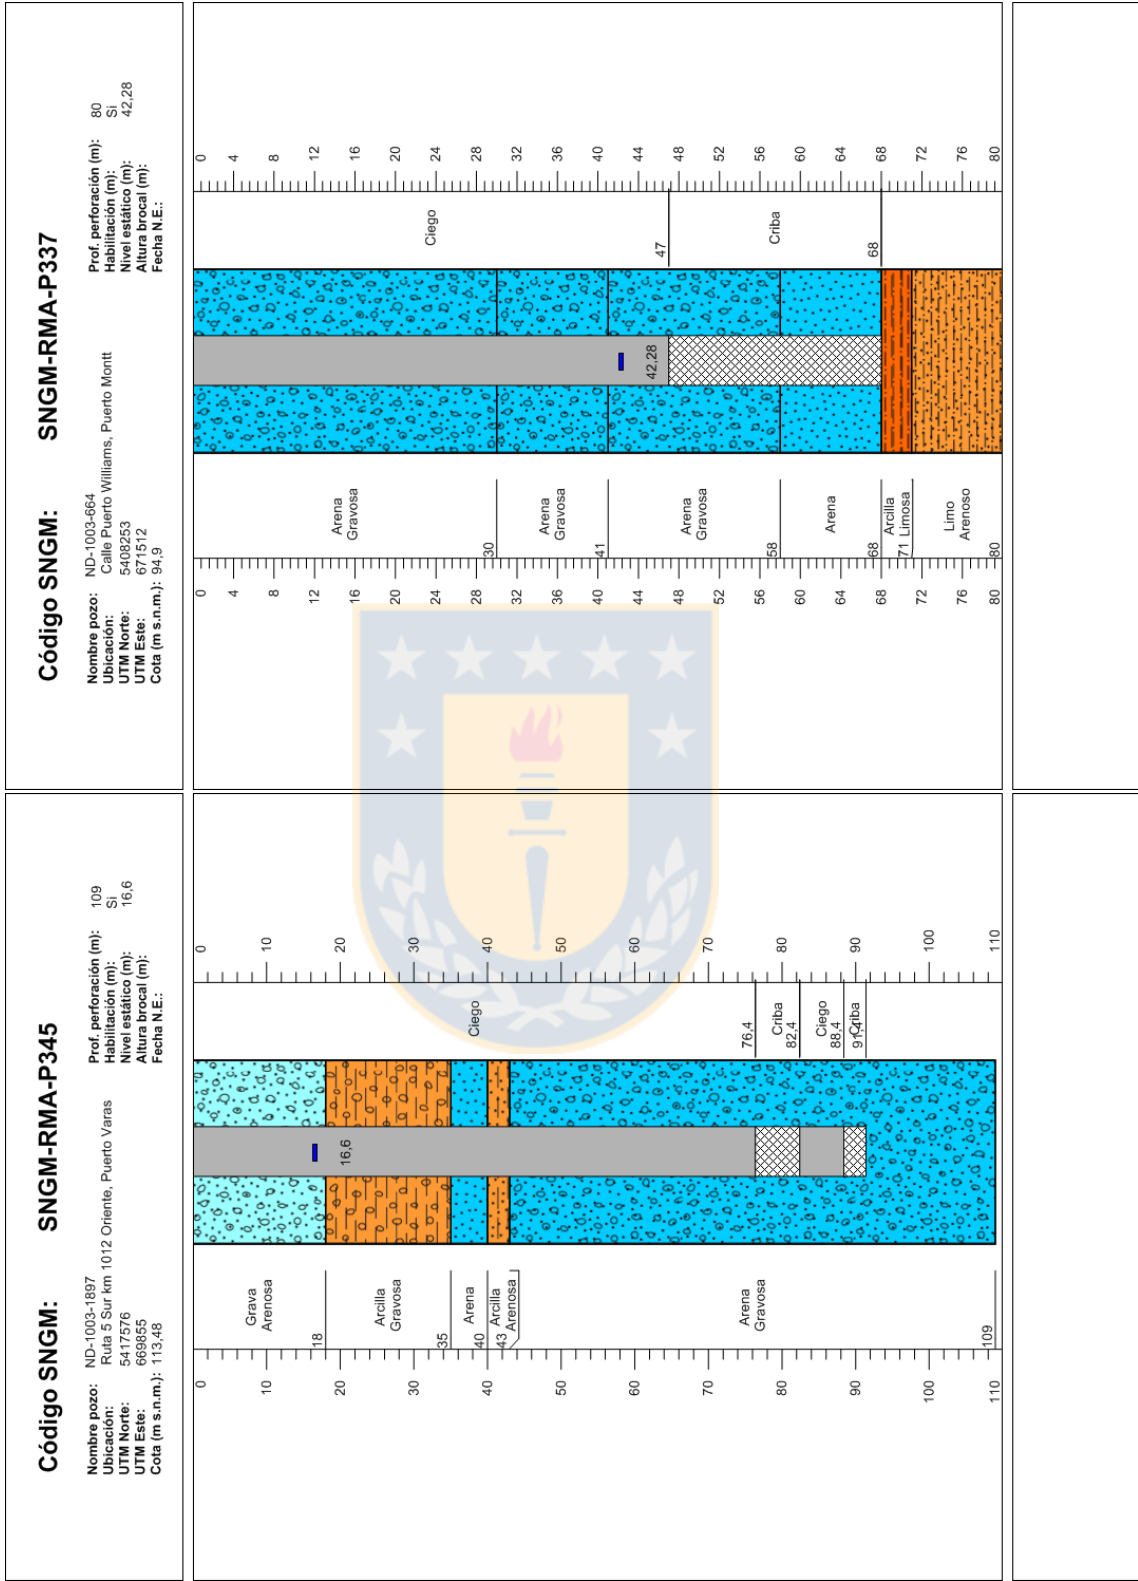 Código SNGM: SNGM-RMA-P345
Nombre pozo: ND-1003-1897
Ubicación: Ruta 5 Sur km 1012 Oriente, Puerto Varas
UTM Norte: 5417576
UTM Este: 669855
Cota (m s.n.m.): 113,48
Prof. perforación (m): 109
Habilitación (m): Si
Nivel estático (m): 16,6
Altura brocal (m):
Fecha N.E.:
0
10
20
30
40
50
60
70
80
90
100
110
Grava
Arenosa
18
Arcilla
Gravosa
35
Arena
40
Arcilla
Arenosa
43
Arena
Gravosa
109
16,6
Ciego
76,4
Criba
82,4
Ciego
88,4
Criba
91,4
0
10
20
30
40
50
60
70
80
90
100
110
Código SNGM: SNGM-RMA-P337
Nombre pozo: ND-1003-664
Ubicación: Calle Puerto Williams, Puerto Montt
UTM Norte: 5408253
UTM Este: 671512
Cota (m s.n.m.): 94,9
Prof. perforación (m): 80
Habilitación (m): Si
Nivel estático (m): 42,28
Altura brocal (m):
Fecha N.E.:
0
4
8
12
16
20
24
28
32
36
40
44
48
52
56
60
64
68
72
76
80
Arena
Gravosa
30
Arena
Gravosa
41
Arena
Gravosa
58
Arena
68
Arcilla
Limosa
71
Limo
Arenoso
80
42,28
Ciego
47
Criba
68
0
4
8
12
16
20
24
28
32
36
40
44
48
52
56
60
64
68
72
76
80